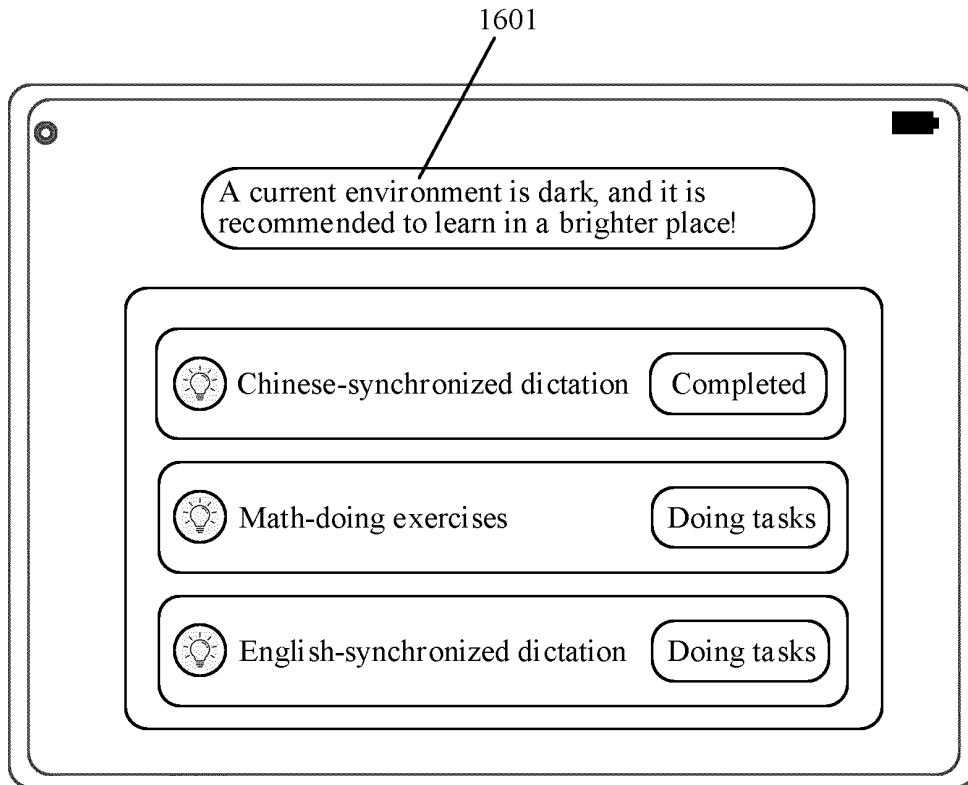 1601
A current environment is dark, and it is
recommended to learn in a brighter place!
Chinese-synchronized dictation Completed
Math-doing exercises Doing tasks
English-synchronized dictation Doing tasks